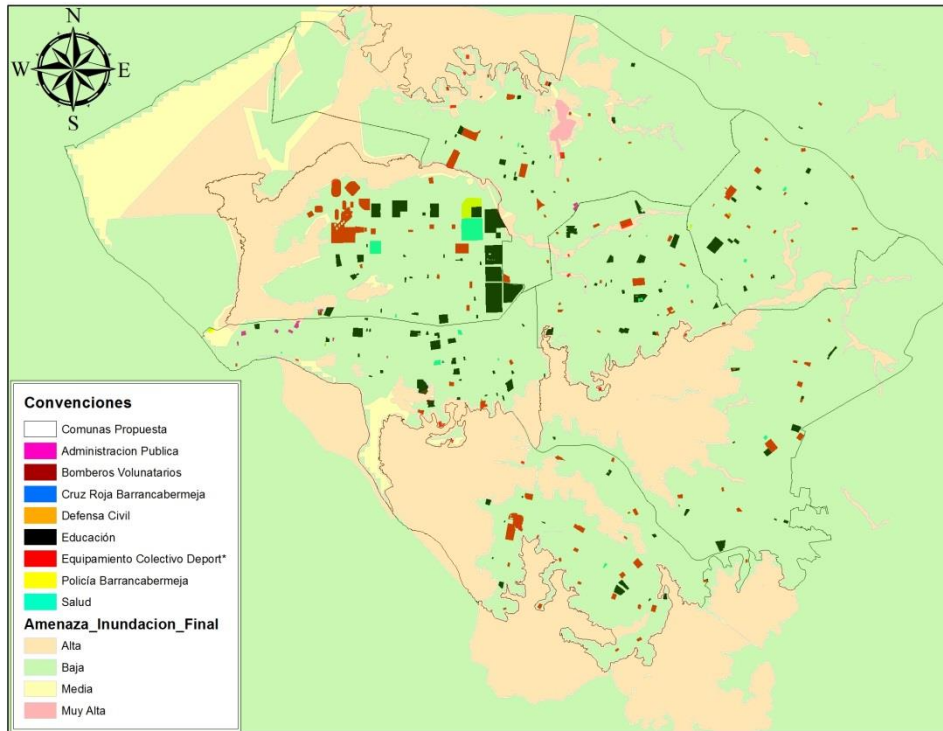 N
W E
S
Convenciones
Comunas Propuesta
Administracion Publica
Bomberos Volunatarios
Cruz Roja Barrancabermeja
Defensa Civil
Educación
Equipamiento Colectivo Deport*
Policía Barrancabermeja
Salud
Amenaza_Inundacion_Final
Alta
Baja
Media
Muy Alta